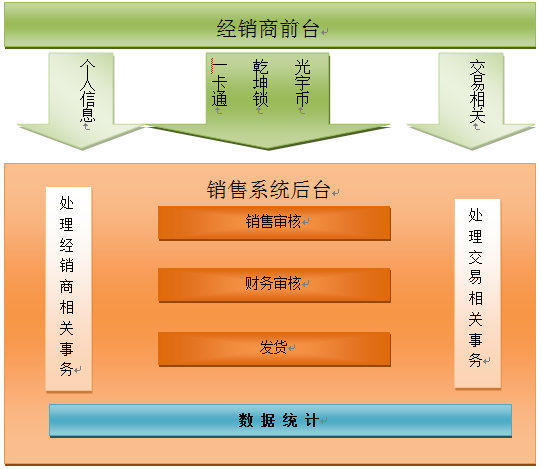 经销商前台
个人信息
一卡通
乾坤锁
光宇币
交易相关
销售系统后台
处理经销商相关事务
销售审核
财务审核
发货
处理交易相关事务
数据统计